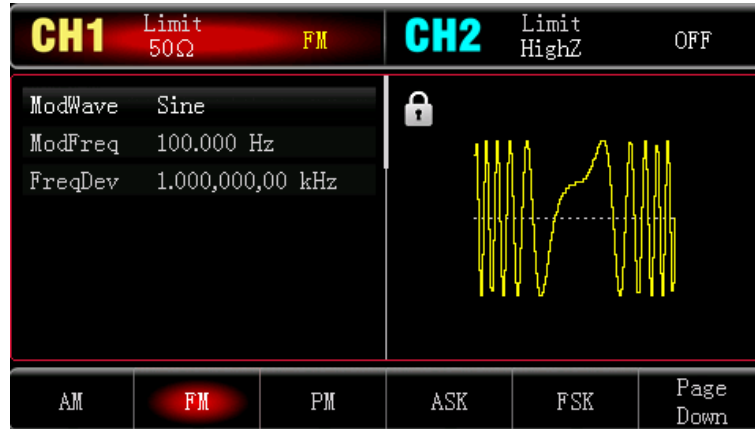 CH1 Limit 50Ω FM CH2 Limit HighZ OFF
ModWave Sine
ModFreq 100.000 Hz
FreqDev 1.000,000,00 kHz
AM FM PM ASK FSK Page Down